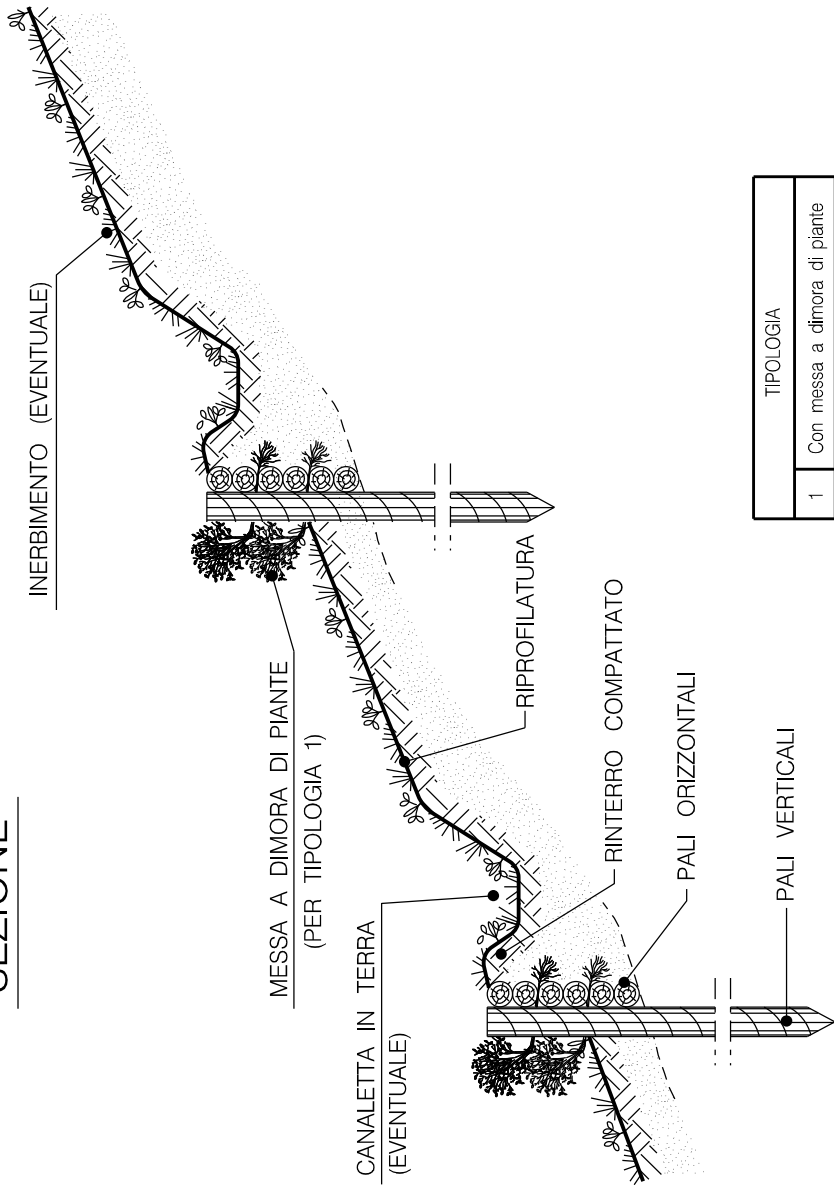 SEZIONE
INERBIMENTO (EVENTUALE)
MESSA A DIMORA DI PIANTE
(PER TIPOLOGIA 1)
CANALETTA IN TERRA
(EVENTUALE)
RIPROFILATURA
RINTERRO COMPATTATO
PALI ORIZZONTALI
PALI VERTICALI
TIPOLOGIA
1 Con messa a dimora di piante